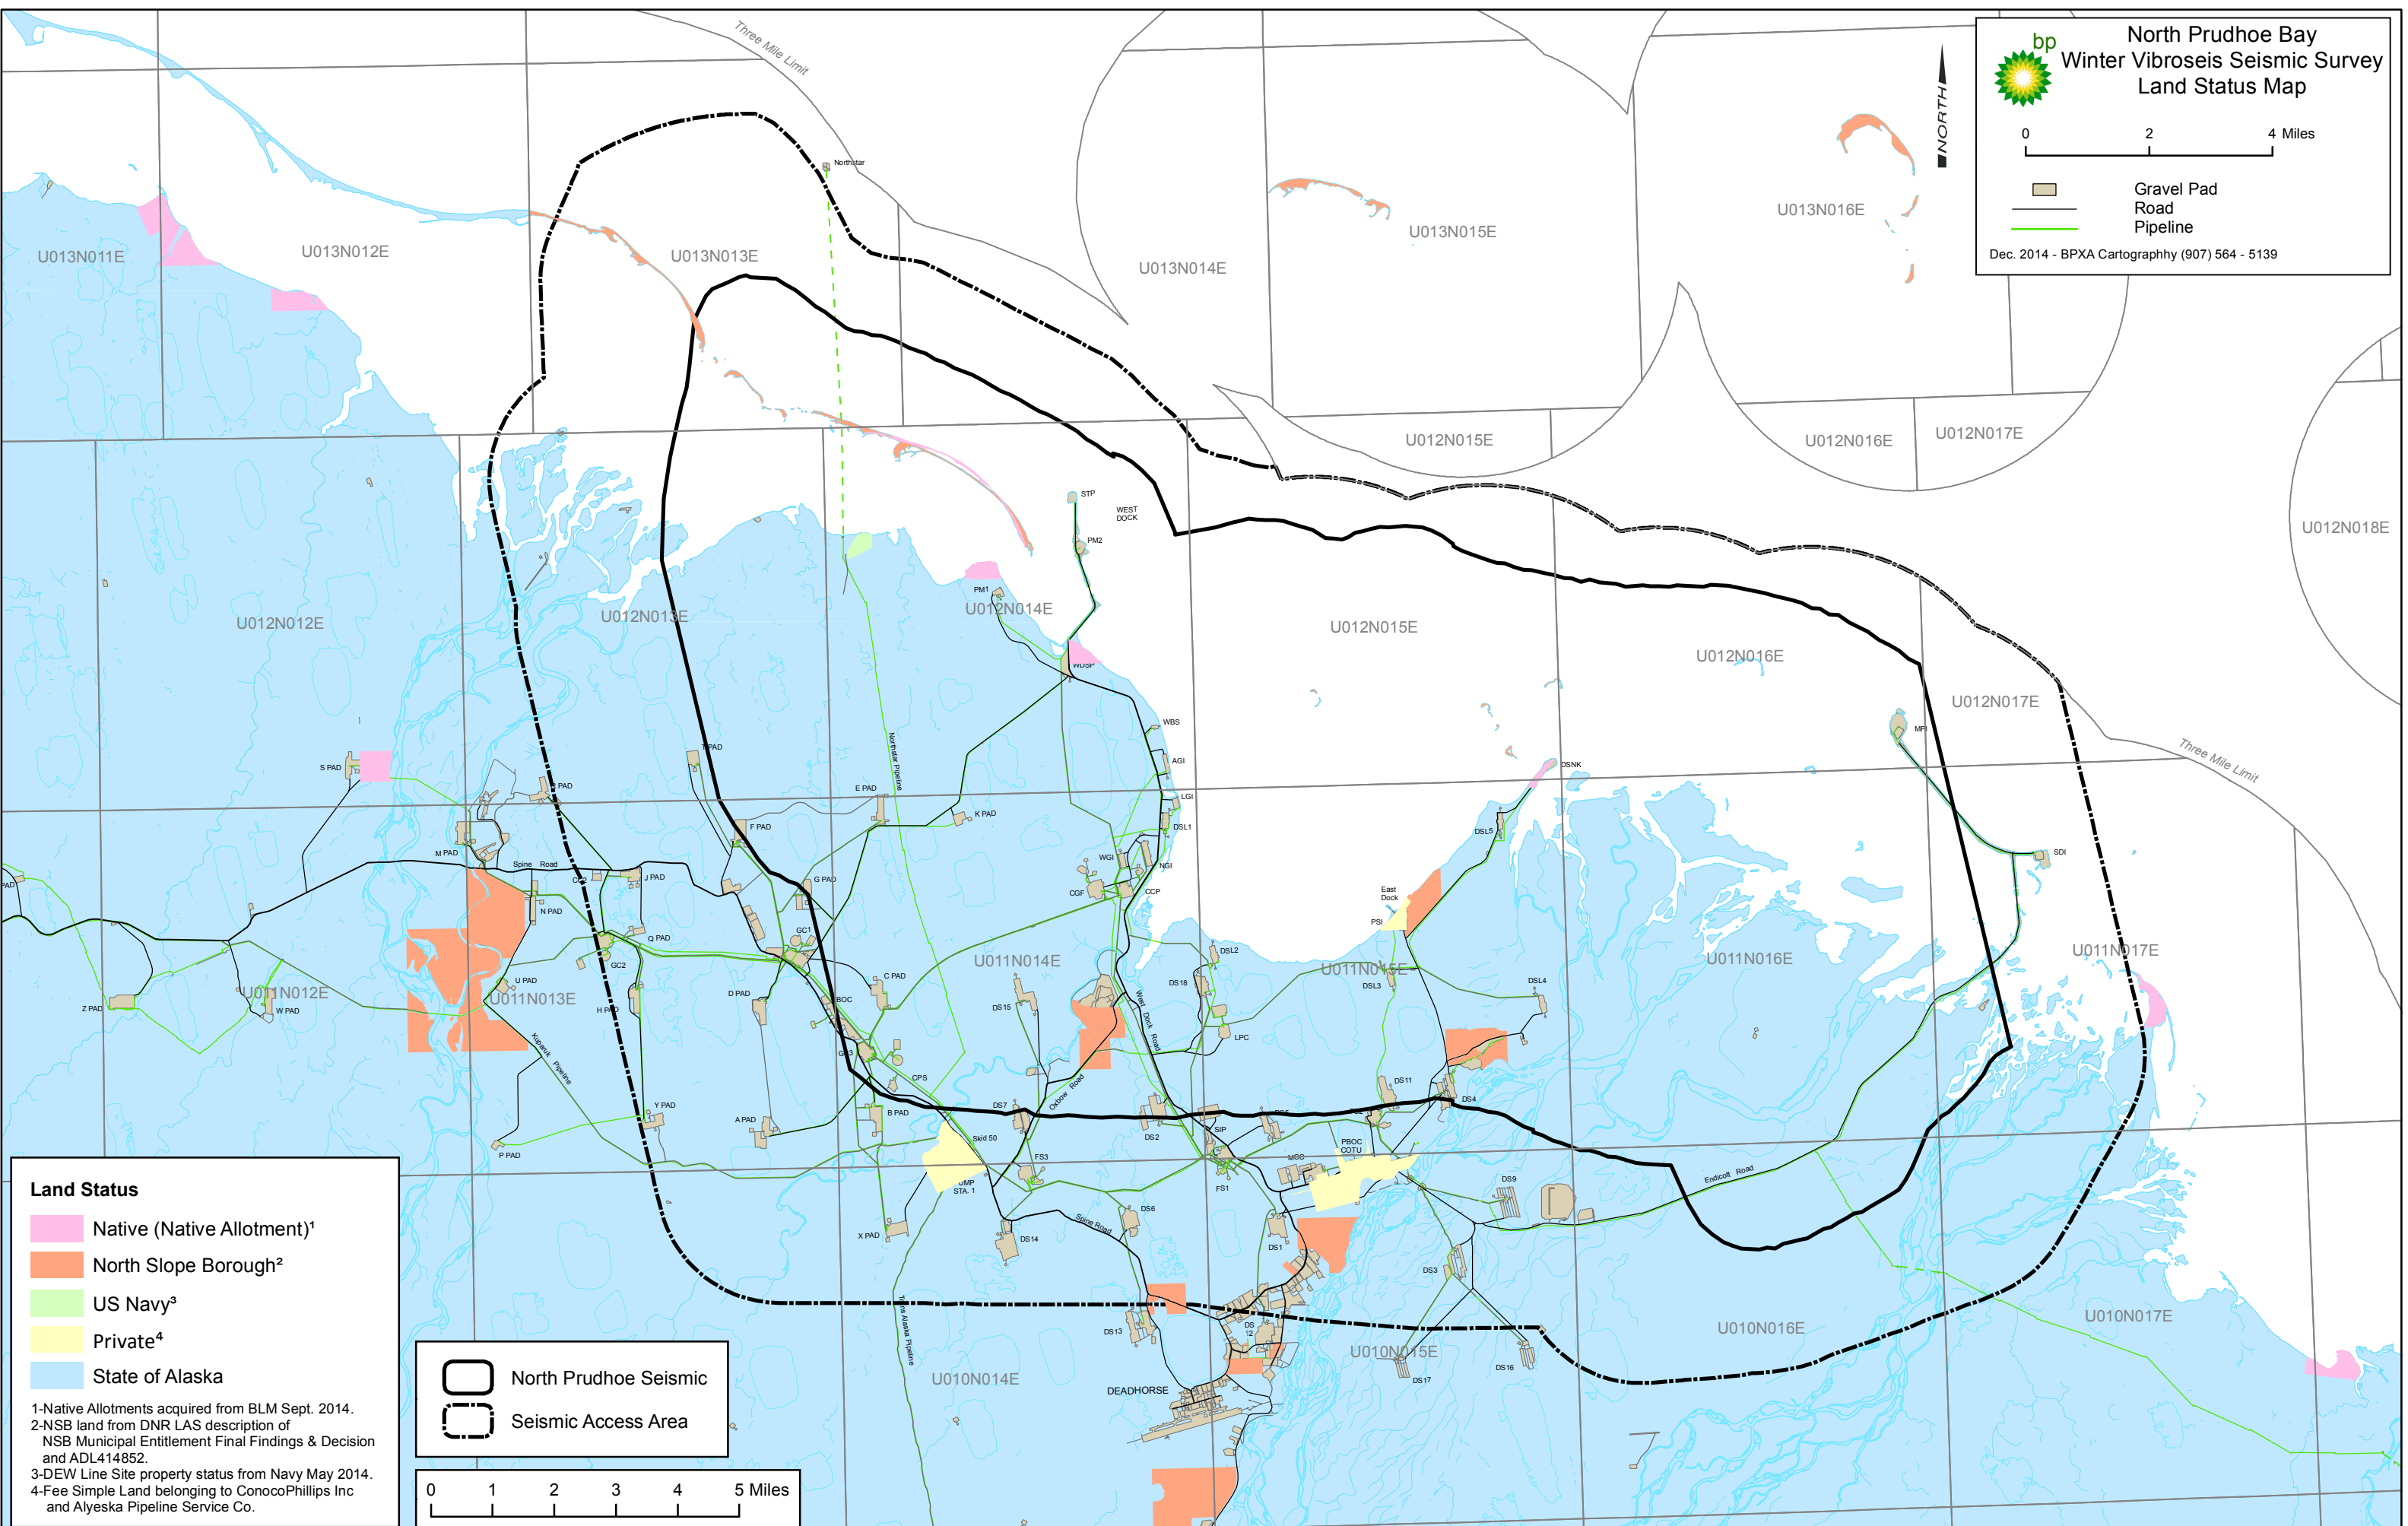 Three Mile Limit
bp
North Prudhoe Bay
Winter Vibroseis Seismic Survey
Land Status Map
NORTH
0 2 4 Miles
Gravel Pad
Road
Pipeline
Dec. 2014 - BPXA Cartographhy (907) 564 - 5139
Northstar
U013N011E
U013N012E
U013N013E
U013N014E
U013N015E
U013N016E
U012N015E
U012N016E
U012N017E
U012N018E
STP
WEST
DOCK
PM2
PM1
U012N012E
U012N013E
U012N014E
U012N015E
U012N016E
U012N017E
WDSP
WBS
MPI
Northstar Pipeline
Three Mile Limit
S PAD
T PAD
AGI
DSNK
PAD
E PAD
LGI
K PAD
F PAD
DSL1
DSL5
M PAD
Spine Road
WGI
NGI
SDI
PAD
J PAD
G PAD
CGF
CCP
East
Dock
N PAD
PSI
GC1
Q PAD
GC2
DSL2
U011N012E
U011N013E
U011N014E
U011N015E
U011N016E
U011N017E
U PAD
C PAD
DS18
DSL3
DSL4
Z PAD
W PAD
H PAD
D PAD
BOC
DS15
West Dock Road
LPC
Kuparuk Pipeline
CPS
Oxbow Road
DS11
Y PAD
A PAD
B PAD
DS7
DS2
DS4
SIP
Skid 50
PBOC
COTU
P PAD
FS3
MCC
STA. 1
FS1
Endicott Road
DS9
X PAD
DS14
Spine Road
DS6
DS1
DS3
Trans Alaska Pipeline
DS13
DS
12
U010N014E
U010N015E
U010N016E
U010N017E
DS17
DS16
DEADHORSE
Land Status
Native (Native Allotment)¹
North Slope Borough²
US Navy³
Private⁴
State of Alaska
1-Native Allotments acquired from BLM Sept. 2014.
2-NSB land from DNR LAS description of
NSB Municipal Entitlement Final Findings & Decision
and ADL414852.
3-DEW Line Site property status from Navy May 2014.
4-Fee Simple Land belonging to ConocoPhillips Inc
and Alyeska Pipeline Service Co.
North Prudhoe Seismic
Seismic Access Area
0 1 2 3 4 5 Miles